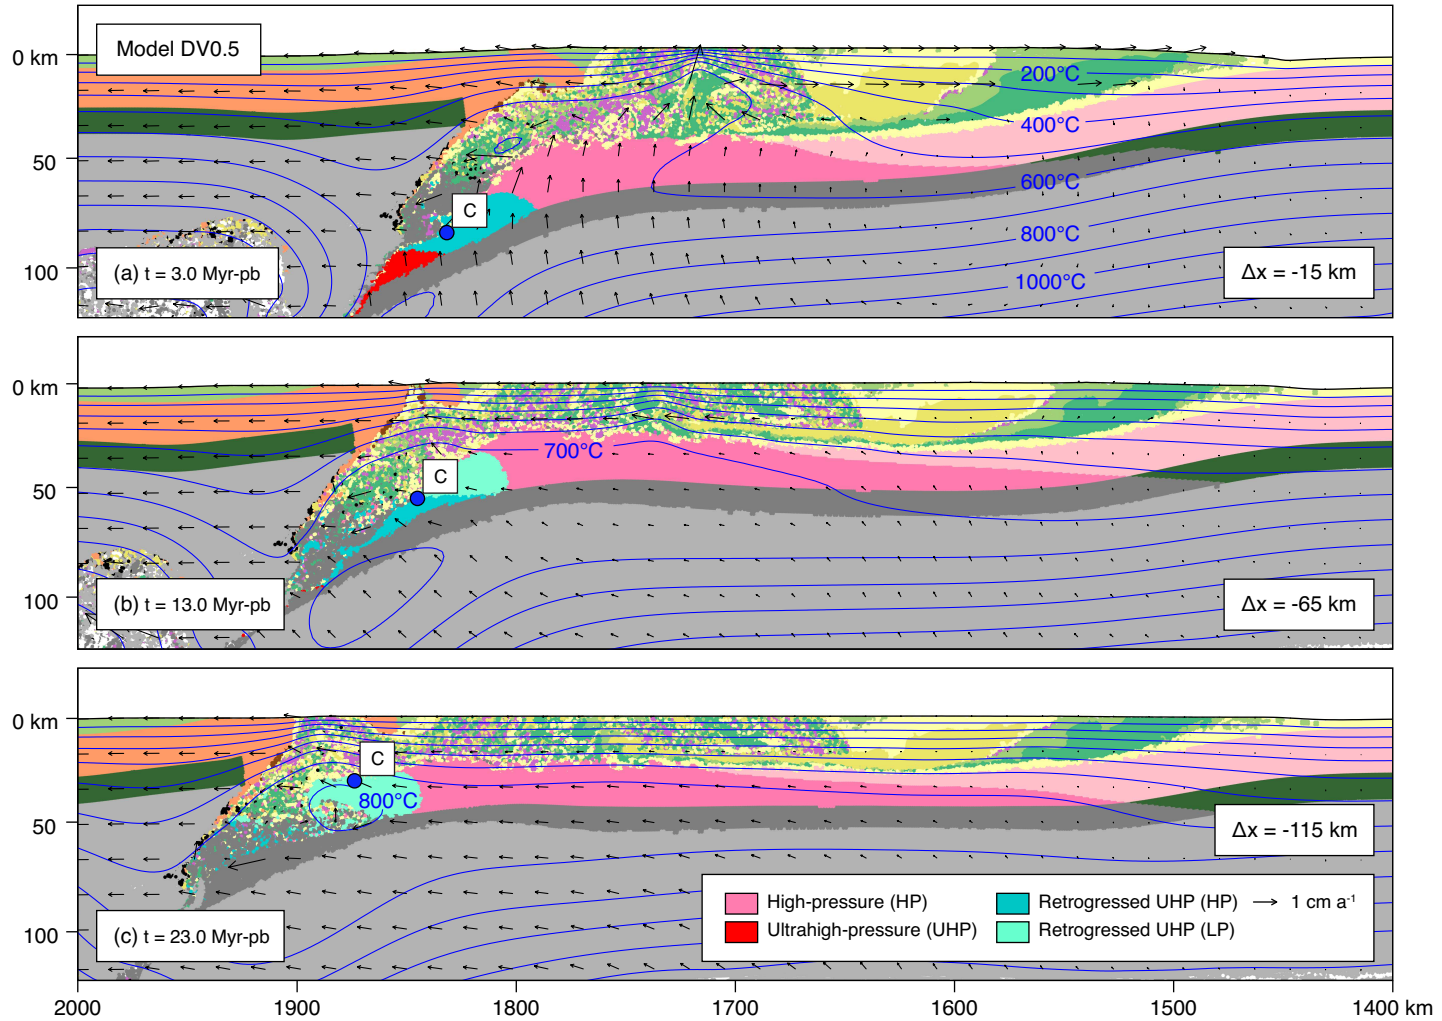 Model DV0.5
0 km
50
100
200°C
400°C
600°C
800°C
1000°C
C
(a) t = 3.0 Myr-pb
Δx = -15 km
0 km
50
100
700°C
C
(b) t = 13.0 Myr-pb
Δx = -65 km
0 km
50
100
C
800°C
(c) t = 23.0 Myr-pb
Δx = -115 km
High-pressure (HP)
Ultrahigh-pressure (UHP)
Retrogressed UHP (HP)
Retrogressed UHP (LP)
1 cm a⁻¹
2000 1900 1800 1700 1600 1500 1400 km